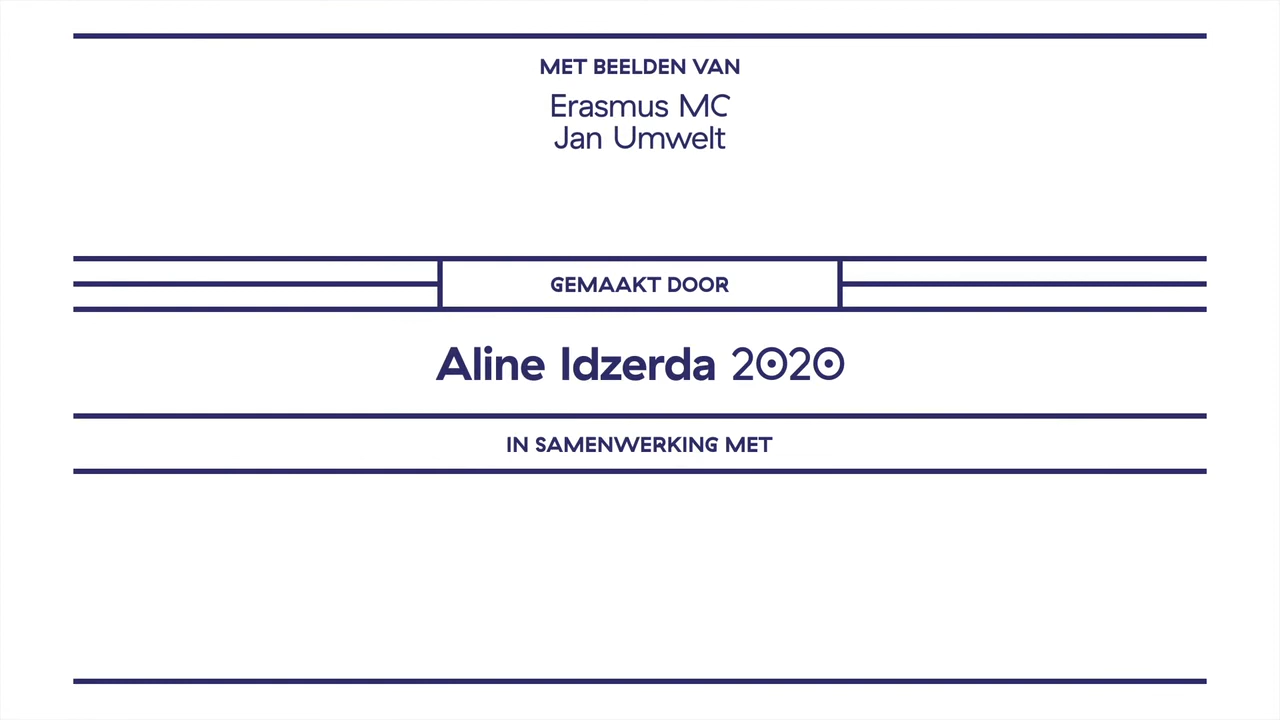 MET BEELDEN VAN
Erasmus MC
Jan Umwelt
GEMAAKT DOOR
Aline Idzerda 2020
IN SAMENWERKING MET